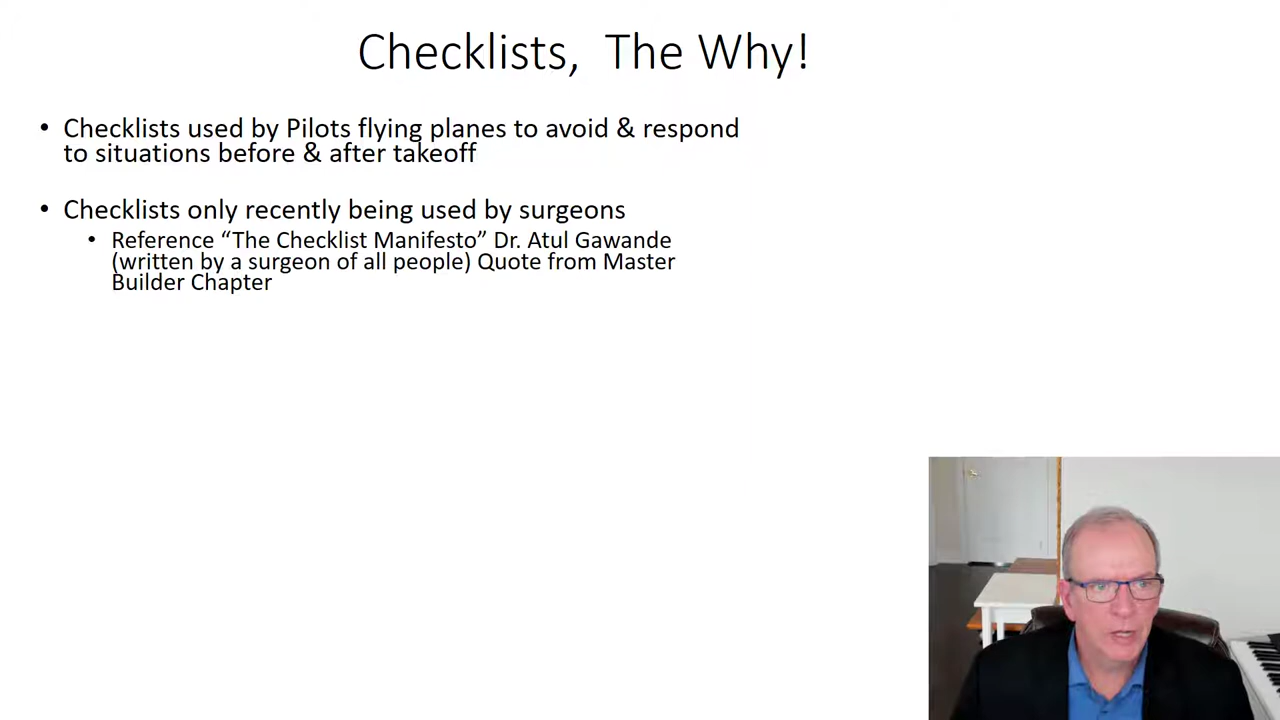 Checklists, The Why!
• Checklists used by Pilots flying planes to avoid & respond
to situations before & after takeoff
• Checklists only recently being used by surgeons
• Reference “The Checklist Manifesto” Dr. Atul Gawande
(written by a surgeon of all people) Quote from Master
Builder Chapter